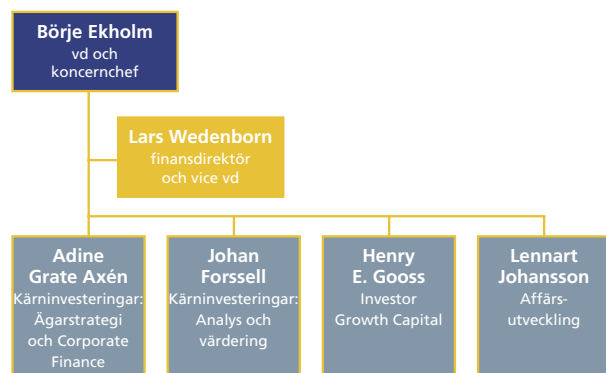 Börje Ekholm
vd och
koncernchef
Lars Wedenborn
finansdirektör
och vice vd
Adine
Grate Axén
Kärninvesteringar:
Ägarstrategi
och Corporate
Finance
Johan
Forssell
Kärninvesteringar:
Analys och
värdering
Henry
E. Gooss
Investor
Growth Capital
Lennart
Johansson
Affärs-
utveckling